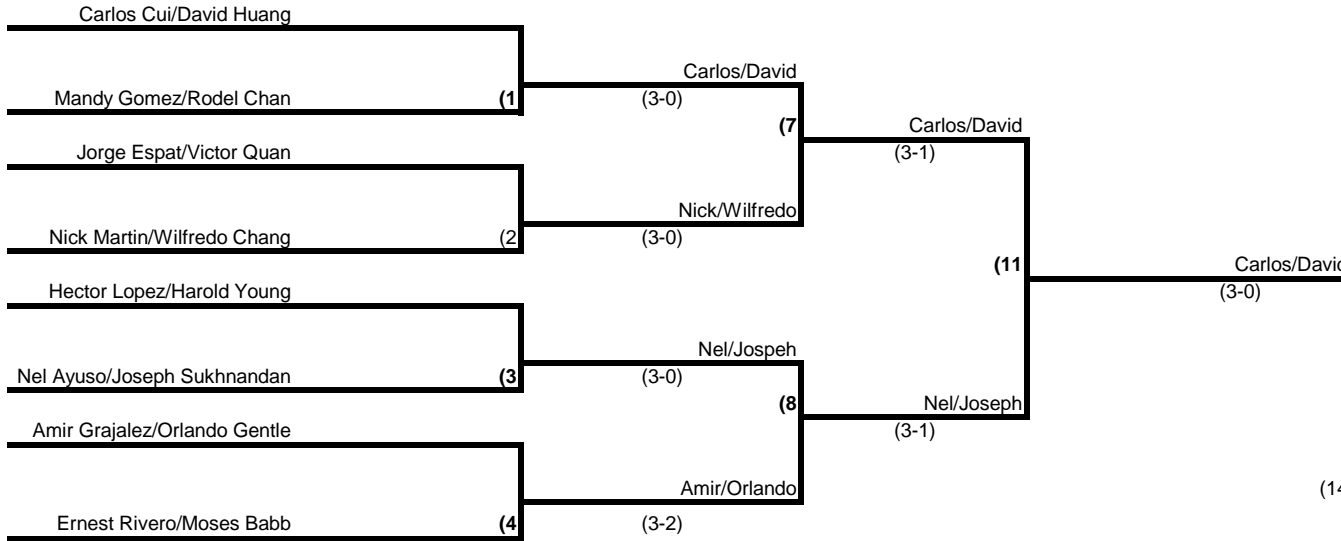 Carlos Cui/David Huang
Carlos/David
Mandy Gomez/Rodel Chan (1 (3-0)
(7 Carlos/David
Jorge Espat/Victor Quan
(3-1)
Nick/Wilfredo
Nick Martin/Wilfredo Chang (2 (3-0)
(11 Carlos/David
Hector Lopez/Harold Young
(3-0)
Nel/Jospeh
Nel Ayuso/Joseph Sukhnandan (3 (3-0)
(8 Nel/Joseph
Amir Grajalez/Orlando Gentle
(3-1)
Amir/Orlando
(14
Ernest Rivero/Moses Babb (4 (3-2)